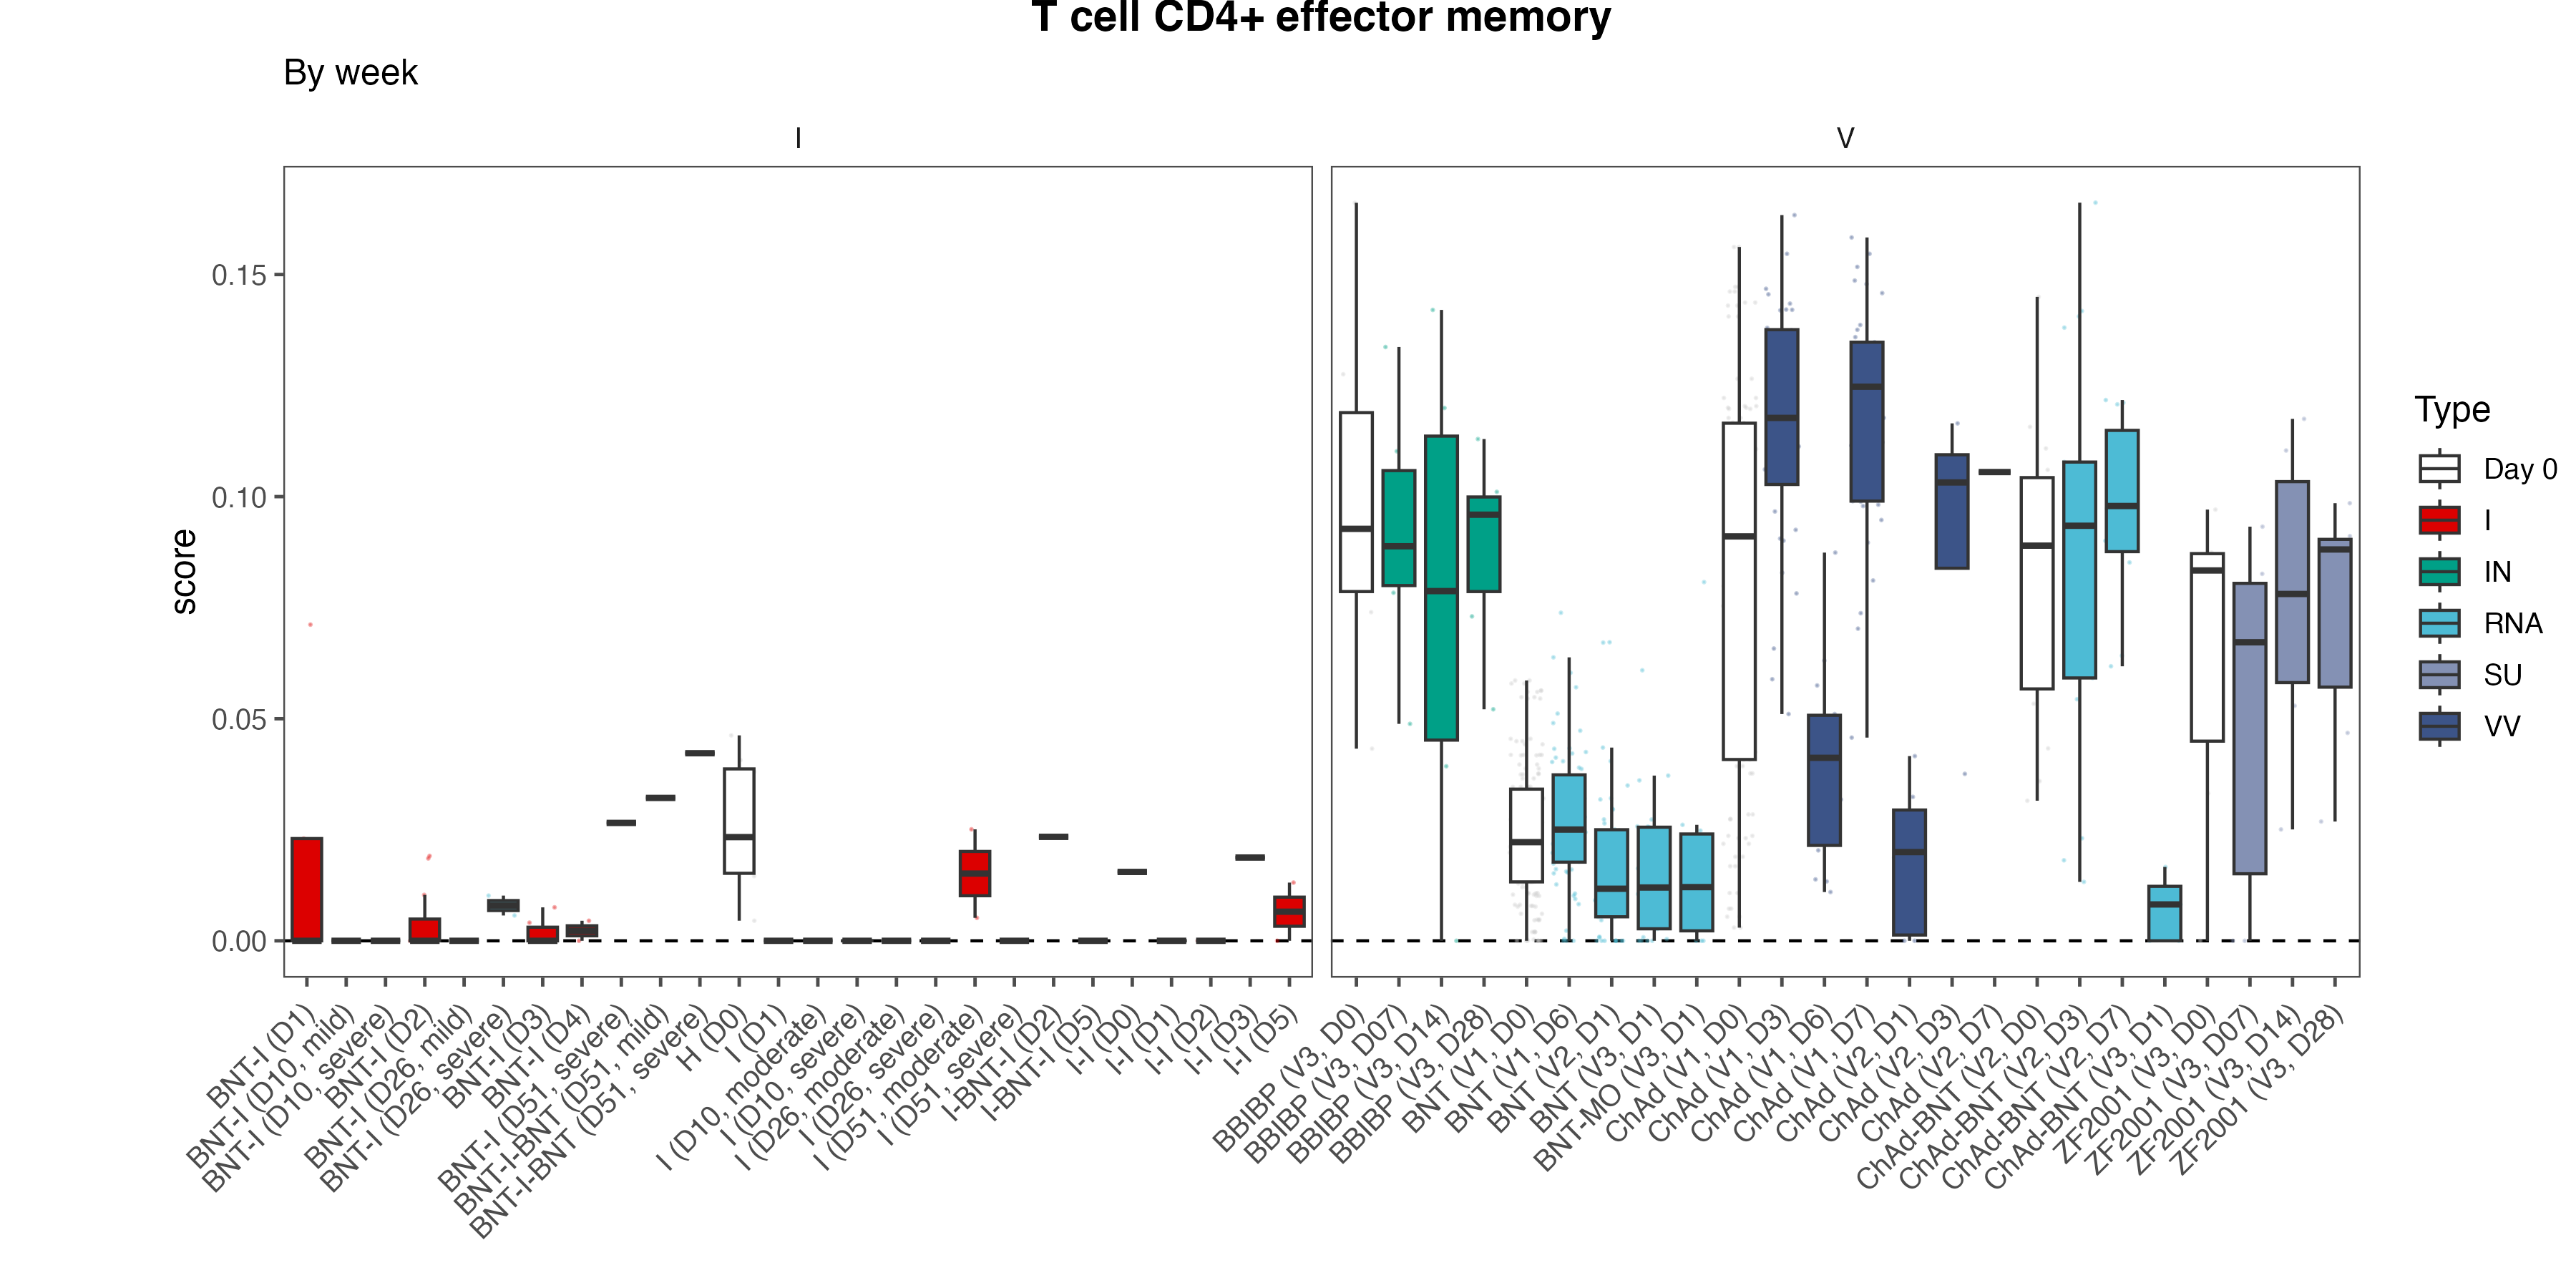 T cell CD4+ effector memory
By week
I
V
score
0.15
0.10
0.05
0.00
BNT-I (D1)
BNT-I (D10, mild)
BNT-I (D10, severe)
BNT-I (D2)
BNT-I (D26, mild)
BNT-I (D26, severe)
BNT-I (D3)
BNT-I (D4)
BNT-I (D51, severe)
BNT-I-BNT (D51, mild)
BNT-I-BNT (D51, severe)
H (D0)
I (D1)
I (D10, moderate)
I (D10, severe)
I (D26, moderate)
I (D26, severe)
I (D51, moderate)
I (D51, severe)
I-BNT-I (D2)
I-BNT-I (D5)
I-I (D0)
I-I (D1)
I-I (D2)
I-I (D3)
I-I (D5)
BBIBP (V3, D0)
BBIBP (V3, D07)
BBIBP (V3, D14)
BBIBP (V3, D28)
BNT (V1, D0)
BNT (V1, D6)
BNT (V2, D1)
BNT (V3, D1)
BNT-MO (V3, D1)
ChAd (V1, D0)
ChAd (V1, D3)
ChAd (V1, D6)
ChAd (V1, D7)
ChAd (V2, D1)
ChAd (V2, D3)
ChAd (V2, D7)
ChAd-BNT (V2, D0)
ChAd-BNT (V2, D3)
ChAd-BNT (V2, D7)
ChAd-BNT (V3, D1)
ZF2001 (V3, D0)
ZF2001 (V3, D07)
ZF2001 (V3, D14)
ZF2001 (V3, D28)
Type
Day 0
I
IN
RNA
SU
VV